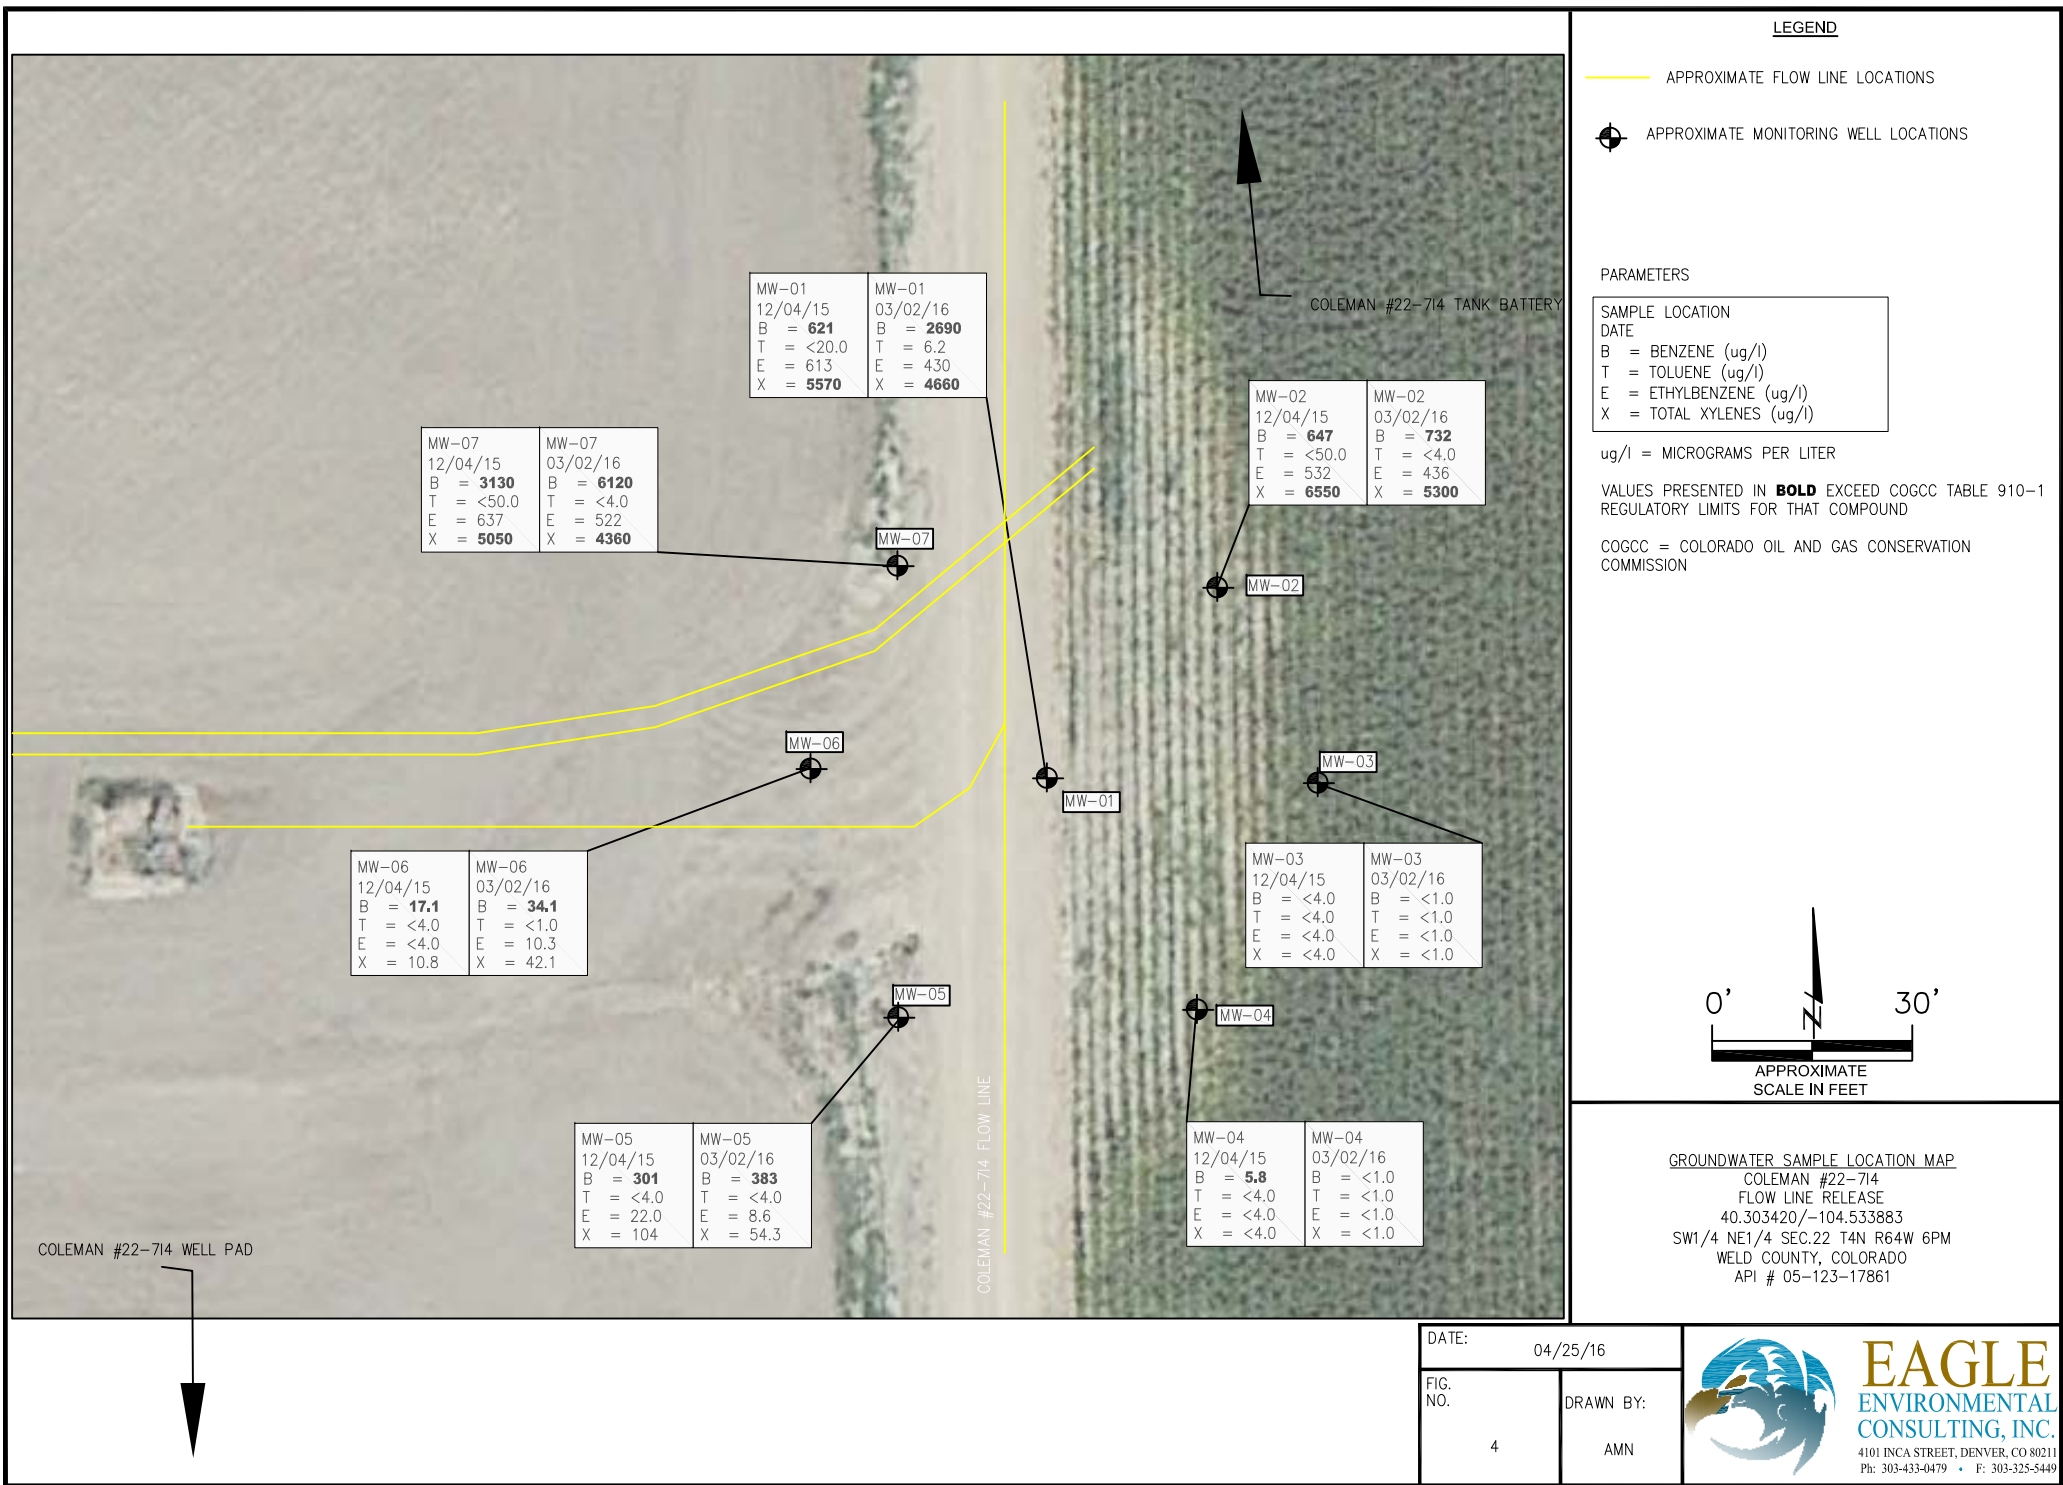 MW-01
12/04/15
B = 621
T = <20.0
E = 613
X = 5570
MW-01
03/02/16
B = 2690
T = 6.2
E = 430
X = 4660
COLEMAN #22-714 TANK BATTERY
MW-02
12/04/15
B = 647
T = <50.0
E = 532
X = 6550
MW-02
03/02/16
B = 732
T = <4.0
E = 436
X = 5300
MW-07
12/04/15
B = 3130
T = <50.0
E = 637
X = 5050
MW-07
03/02/16
B = 6120
T = <4.0
E = 522
X = 4360
MW-07
MW-02
MW-06
MW-03
MW-01
MW-06
12/04/15
B = 17.1
T = <4.0
E = <4.0
X = 10.8
MW-06
03/02/16
B = 34.1
T = <1.0
E = 10.3
X = 42.1
MW-03
12/04/15
B = <4.0
T = <4.0
E = <4.0
X = <4.0
MW-03
03/02/16
B = <1.0
T = <1.0
E = <1.0
X = <1.0
MW-05
MW-04
MW-05
12/04/15
B = 301
T = <4.0
E = 22.0
X = 104
MW-05
03/02/16
B = 383
T = <4.0
E = 8.6
X = 54.3
COLEMAN #22-714 FLOW LINE
MW-04
12/04/15
B = 5.8
T = <4.0
E = <4.0
X = <4.0
MW-04
03/02/16
B = <1.0
T = <1.0
E = <1.0
X = <1.0
COLEMAN #22-714 WELL PAD
LEGEND
APPROXIMATE FLOW LINE LOCATIONS
APPROXIMATE MONITORING WELL LOCATIONS
PARAMETERS
SAMPLE LOCATION
DATE
B = BENZENE (ug/l)
T = TOLUENE (ug/l)
E = ETHYLBENZENE (ug/l)
X = TOTAL XYLENES (ug/l)
ug/l = MICROGRAMS PER LITER
VALUES PRESENTED IN BOLD EXCEED COGCC TABLE 910-1
REGULATORY LIMITS FOR THAT COMPOUND
COGCC = COLORADO OIL AND GAS CONSERVATION
COMMISSION
0' 30'
N
APPROXIMATE
SCALE IN FEET
GROUNDWATER SAMPLE LOCATION MAP
COLEMAN #22-714
FLOW LINE RELEASE
40.303420/-104.533883
SW1/4 NE1/4 SEC.22 T4N R64W 6PM
WELD COUNTY, COLORADO
API # 05-123-17861
DATE:
04/25/16
FIG.
NO.
4
DRAWN BY:
AMN
EAGLE
ENVIRONMENTAL
CONSULTING, INC.
4101 INCA STREET, DENVER, CO 80211
Ph: 303-433-0479 • F: 303-325-5449